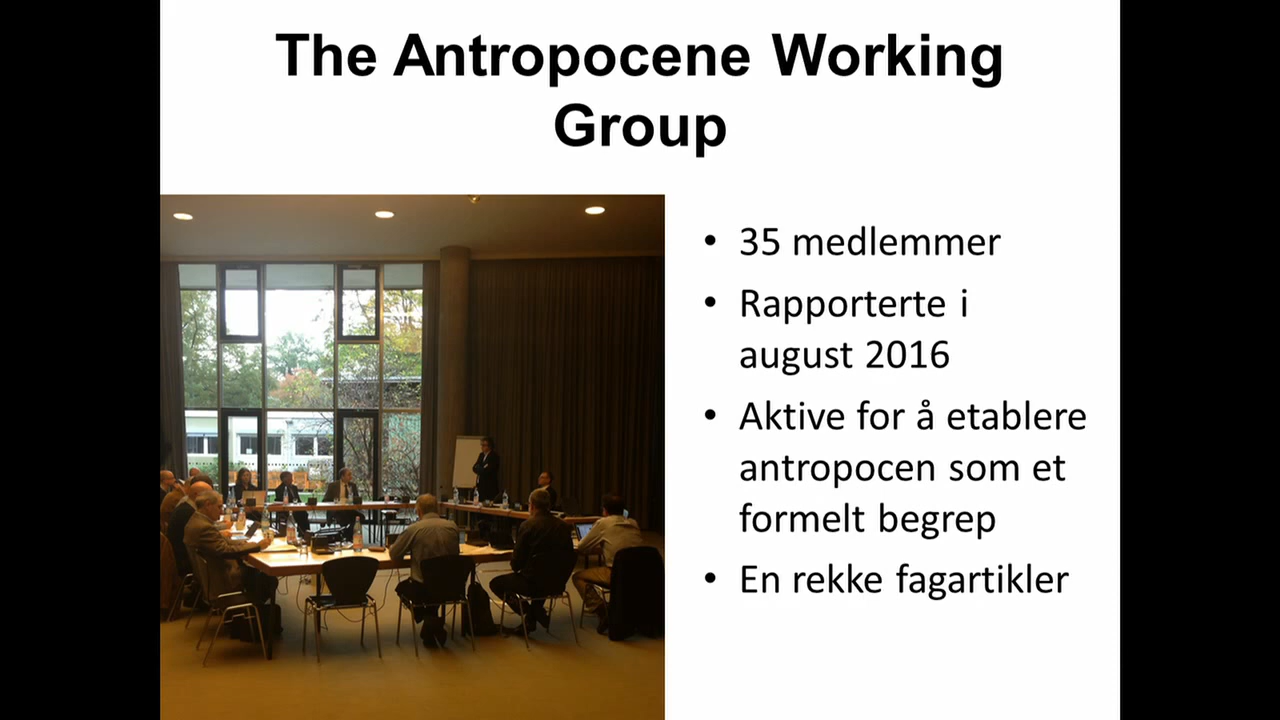 The Antropocene Working
Group
• 35 medlemmer
• Rapporterte i
august 2016
• Aktive for å etablere
antropocen som et
formelt begrep
• En rekke fagartikler